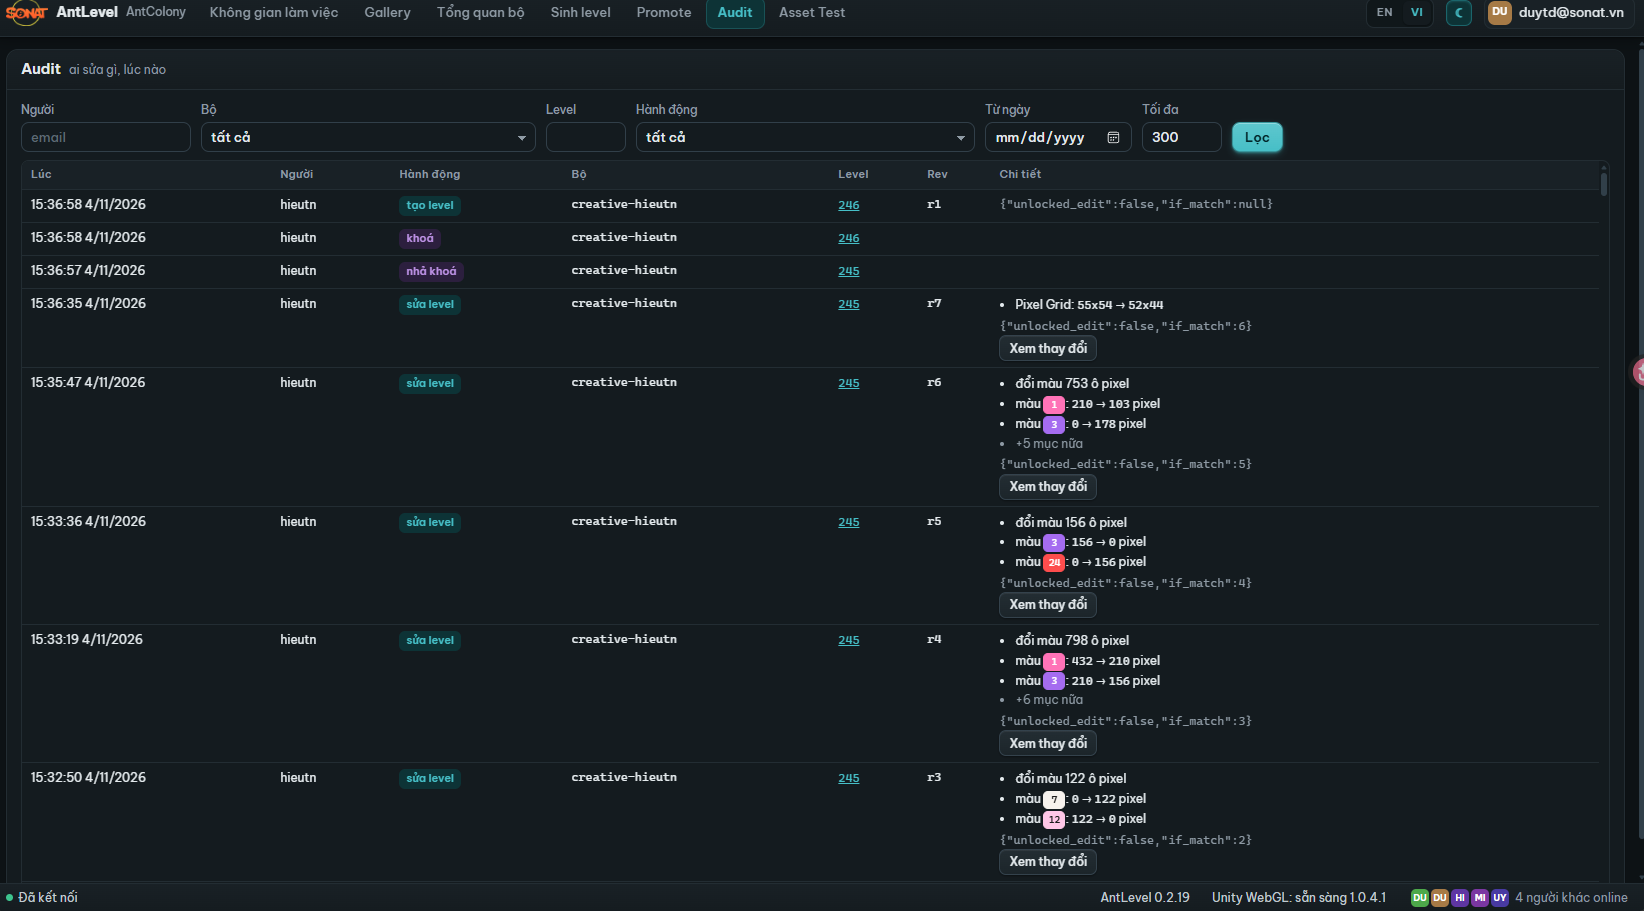 SONAT AntLevel AntColony Không gian làm việc Gallery Tổng quan bộ Sinh level Promote Audit Asset Test EN VI DU duytd@sonat.vn
Audit ai sửa gì, lúc nào
Người Bộ Level Hành động Từ ngày Tối đa
email tất cả tất cả mm/dd/yyyy 300 Lọc
Lúc Người Hành động Bộ Level Rev Chi tiết
15:36:58 4/11/2026 hieutn tạo level creative-hieutn 246 r1 {"unlocked_edit":false,"if_match":null}
15:36:58 4/11/2026 hieutn khoá creative-hieutn 246
15:36:57 4/11/2026 hieutn nhả khoá creative-hieutn 245
15:36:35 4/11/2026 hieutn sửa level creative-hieutn 245 r7 • Pixel Grid: 55x54 → 52x44
{"unlocked_edit":false,"if_match":6}
Xem thay đổi
15:35:47 4/11/2026 hieutn sửa level creative-hieutn 245 r6 • đổi màu 753 ô pixel
• màu 1 : 210 → 103 pixel
• màu 3 : 0 → 178 pixel
• +5 mục nữa
{"unlocked_edit":false,"if_match":5}
Xem thay đổi
15:33:36 4/11/2026 hieutn sửa level creative-hieutn 245 r5 • đổi màu 156 ô pixel
• màu 3 : 156 → 0 pixel
• màu 24 : 0 → 156 pixel
{"unlocked_edit":false,"if_match":4}
Xem thay đổi
15:33:19 4/11/2026 hieutn sửa level creative-hieutn 245 r4 • đổi màu 798 ô pixel
• màu 1 : 432 → 210 pixel
• màu 3 : 210 → 156 pixel
• +6 mục nữa
{"unlocked_edit":false,"if_match":3}
Xem thay đổi
15:32:50 4/11/2026 hieutn sửa level creative-hieutn 245 r3 • đổi màu 122 ô pixel
• màu 7 : 0 → 122 pixel
• màu 12 : 122 → 0 pixel
{"unlocked_edit":false,"if_match":2}
Xem thay đổi
Đã kết nối AntLevel 0.2.19 Unity WebGL: sẵn sàng 1.0.4.1 DU DU HI MI UY 4 người khác online